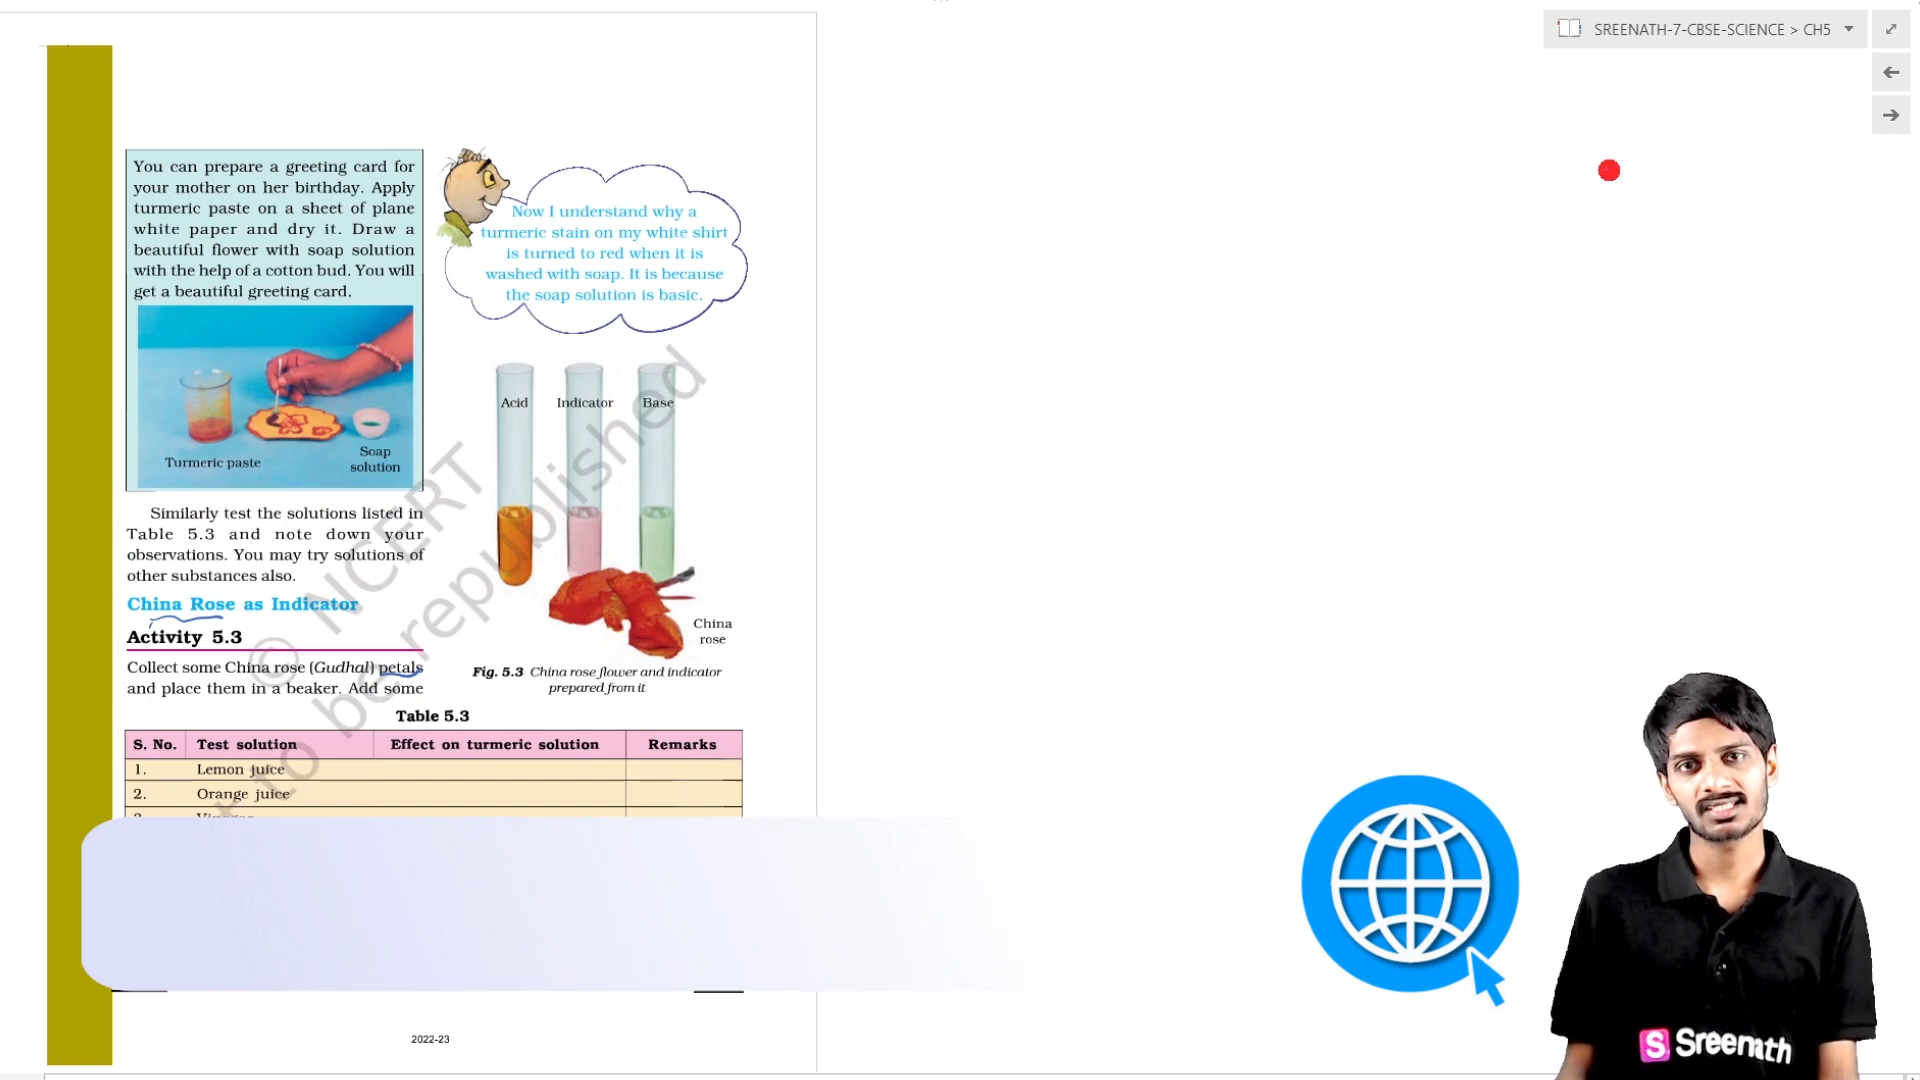 SREENATH-7-CBSE-SCIENCE > CH5
You can prepare a greeting card for
your mother on her birthday. Apply
turmeric paste on a sheet of plane
white paper and dry it. Draw a
beautiful flower with soap solution
with the help of a cotton bud. You will
get a beautiful greeting card.
Turmeric paste
Soap
solution
Similarly test the solutions listed in
Table 5.3 and note down your
observations. You may try solutions of
other substances also.
China Rose as Indicator
Activity 5.3
Collect some China rose (Gudhal) petals
and place them in a beaker. Add some
Now I understand why a
turmeric stain on my white shirt
is turned to red when it is
washed with soap. It is because
the soap solution is basic.
Acid Indicator Base
China
rose
Fig. 5.3 China rose flower and indicator
prepared from it
© NCERT
to be republished
Table 5.3
S. No. Test solution Effect on turmeric solution Remarks
1. Lemon juice
2. Orange juice
2022-23
S Sreenath